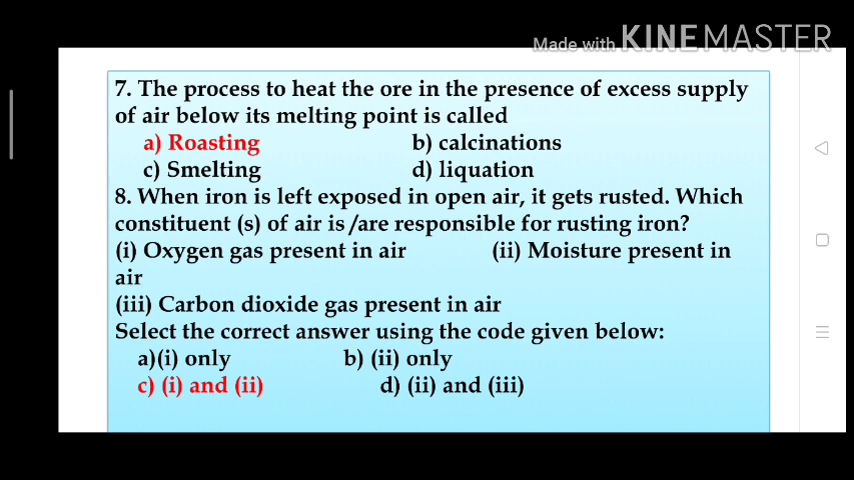 Made with KINEMASTER
7. The process to heat the ore in the presence of excess supply
of air below its melting point is called
a) Roasting b) calcinations
c) Smelting d) liquation
8. When iron is left exposed in open air, it gets rusted. Which
constituent (s) of air is /are responsible for rusting iron?
(i) Oxygen gas present in air (ii) Moisture present in
air
(iii) Carbon dioxide gas present in air
Select the correct answer using the code given below:
a)(i) only b) (ii) only
c) (i) and (ii) d) (ii) and (iii)